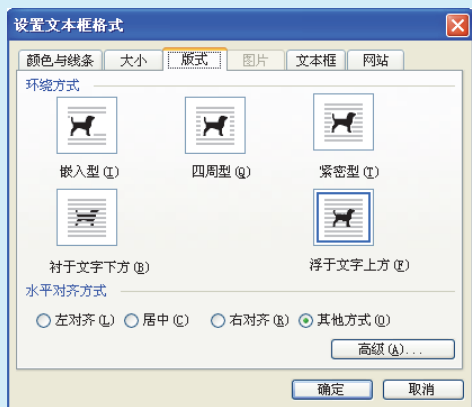 设置文本框格式
颜色与线条 大小 版式 图片 文本框 网站
环绕方式
嵌入型(I) 四周型(Q) 紧密型(T)
衬于文字下方(B) 浮于文字上方(F)
水平对齐方式
左对齐(L) 居中(C) 右对齐(R) 其他方式(O)
高级(A)...
确定 取消